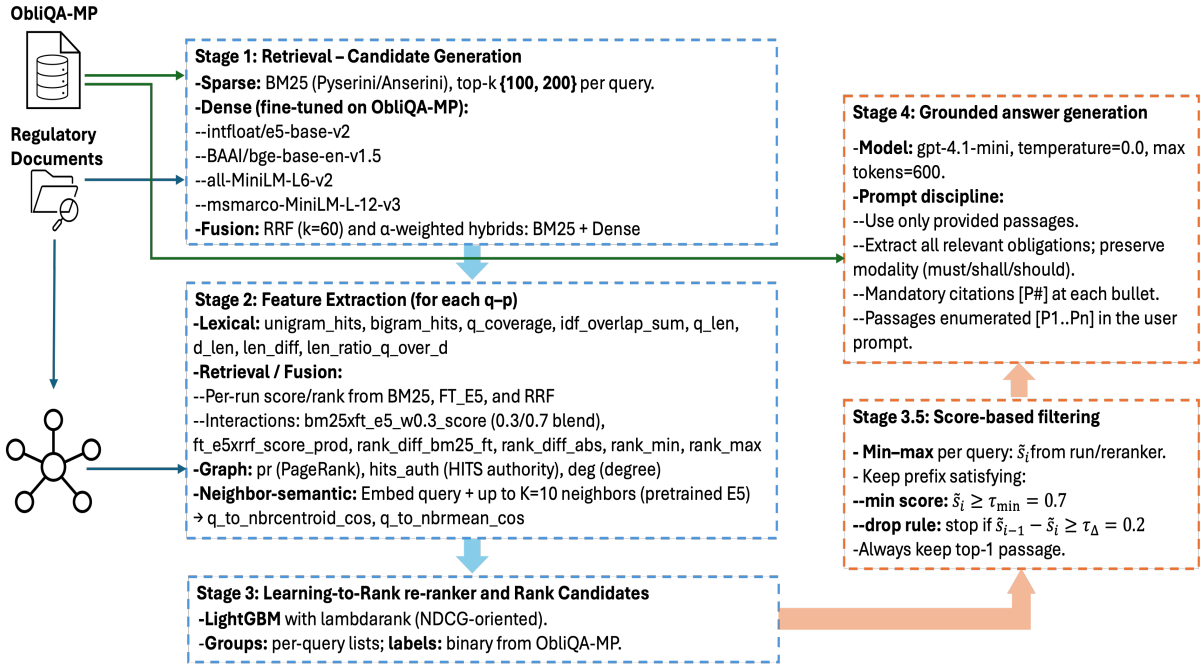 ObliQA-MP
Regulatory
Documents
Stage 1: Retrieval – Candidate Generation
-Sparse: BM25 (Pyserini/Anserini), top-k {100, 200} per query.
-Dense (fine-tuned on ObliQA-MP):
--intfloat/e5-base-v2
--BAAI/bge-base-en-v1.5
--all-MiniLM-L6-v2
--msmarco-MiniLM-L-12-v3
-Fusion: RRF (k=60) and α-weighted hybrids: BM25 + Dense
Stage 2: Feature Extraction (for each q–p)
-Lexical: unigram_hits, bigram_hits, q_coverage, idf_overlap_sum, q_len,
d_len, len_diff, len_ratio_q_over_d
-Retrieval / Fusion:
--Per-run score/rank from BM25, FT_E5, and RRF
--Interactions: bm25xft_e5_w0.3_score (0.3/0.7 blend),
ft_e5xrrf_score_prod, rank_diff_bm25_ft, rank_diff_abs, rank_min, rank_max
-Graph: pr (PageRank), hits_auth (HITS authority), deg (degree)
-Neighbor-semantic: Embed query + up to K=10 neighbors (pretrained E5)
→ q_to_nbrcentroid_cos, q_to_nbrmean_cos
Stage 3: Learning-to-Rank re-ranker and Rank Candidates
-LightGBM with lambdarank (NDCG-oriented).
-Groups: per-query lists; labels: binary from ObliQA-MP.
Stage 4: Grounded answer generation
-Model: gpt-4.1-mini, temperature=0.0, max
tokens=600.
-Prompt discipline:
--Use only provided passages.
--Extract all relevant obligations; preserve
modality (must/shall/should).
--Mandatory citations [P#] at each bullet.
--Passages enumerated [P1..Pn] in the user
prompt.
Stage 3.5: Score-based filtering
- Min–max per query: s̃ᵢ from run/reranker.
- Keep prefix satisfying:
--min score: s̃ᵢ ≥ τ_min = 0.7
--drop rule: stop if s̃ᵢ₋₁ − s̃ᵢ ≥ τ_Δ = 0.2
-Always keep top-1 passage.